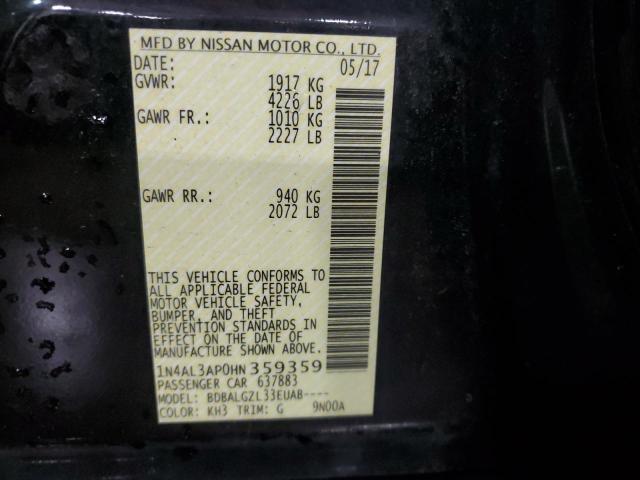 MFD BY NISSAN MOTOR CO., LTD.
DATE: 05/17
GVWR: 1917 KG
4226 LB
GAWR FR.: 1010 KG
2227 LB
GAWR RR.: 940 KG
2072 LB
THIS VEHICLE CONFORMS TO
ALL APPLICABLE FEDERAL
MOTOR VEHICLE SAFETY,
BUMPER, AND THEFT
PREVENTION STANDARDS IN
EFFECT ON THE DATE OF
MANUFACTURE SHOWN ABOVE.
1N4AL3AP0HN 359359
PASSENGER CAR 637883
MODEL: BDBALGZL33EUAB----
COLOR: KH3 TRIM: G 9N00A